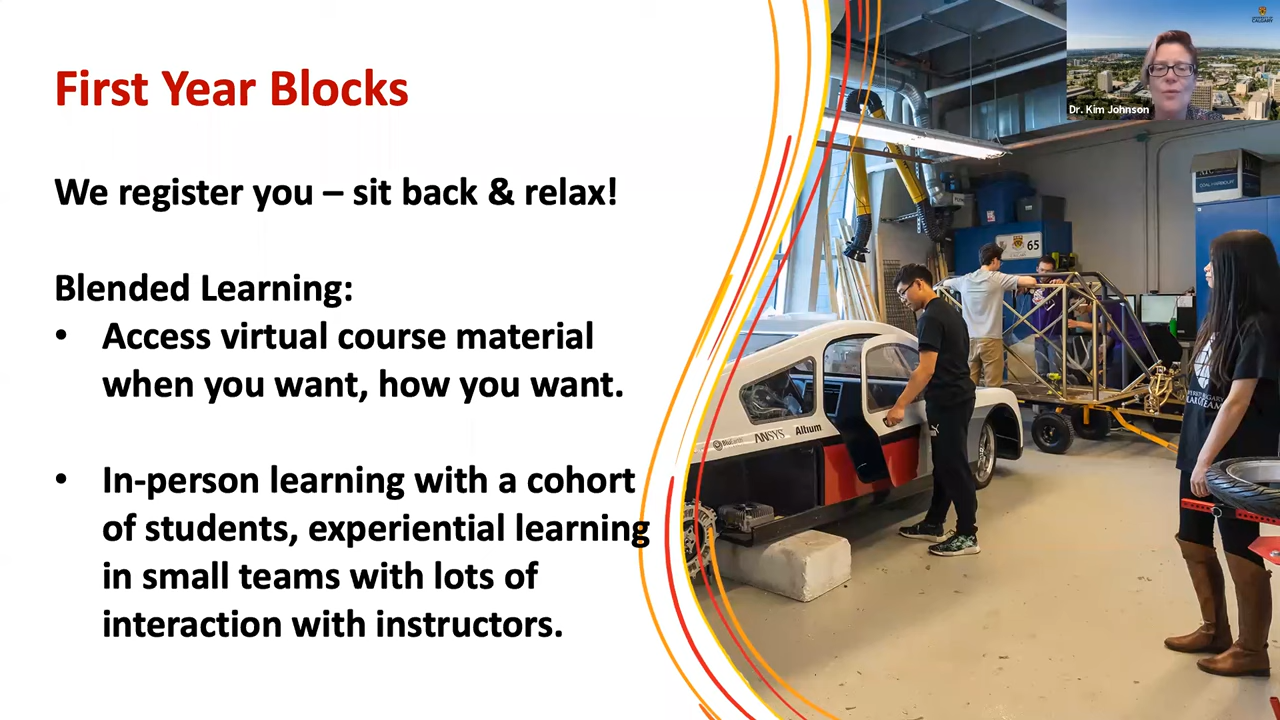 First Year Blocks
We register you – sit back & relax!
Blended Learning:
• Access virtual course material
when you want, how you want.
• In-person learning with a cohort
of students, experiential learning
in small teams with lots of
interaction with instructors.
Dr. Kim Johnson
CALGARY
65
ANSYS
Altium